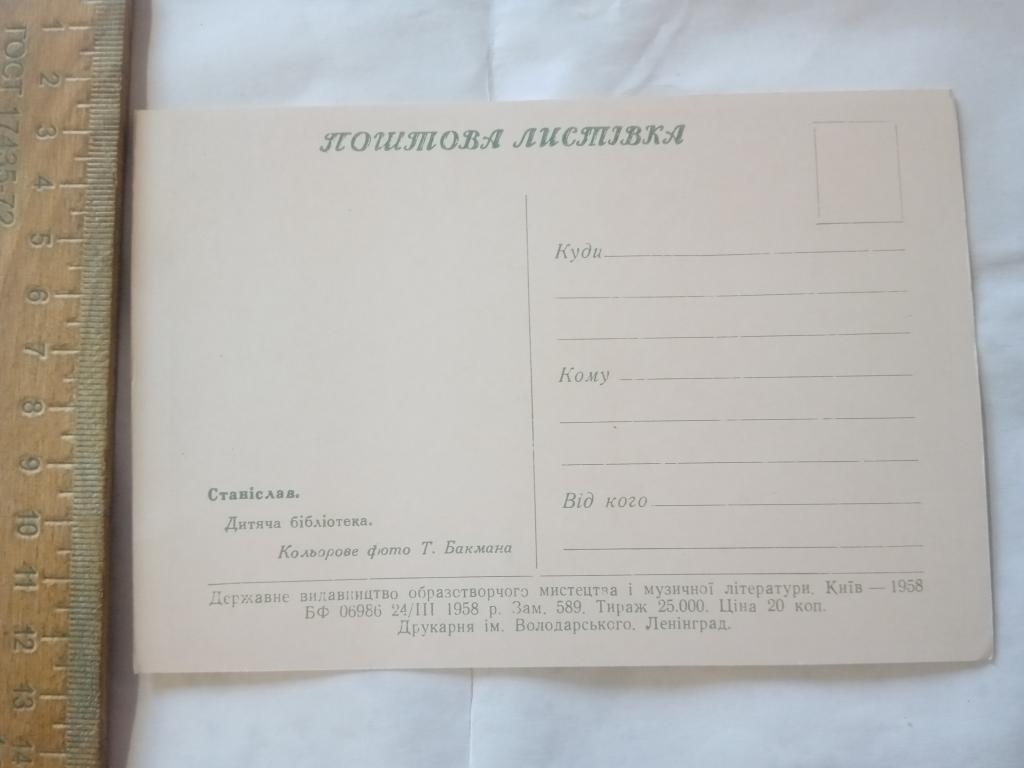 ПОШТОВА ЛИСТІВКА
Куди
Кому
Від кого
Станіслав.
Дитяча бібліотека.
Кольорове фото Т. Бакмана
Державне видавництво образотворчого мистецтва і музичної літератури. Київ — 1958
БФ 06986 24/III 1958 р. Зам. 589. Тираж 25.000. Ціна 20 коп.
Друкарня ім. Володарського. Ленінград.
ГОСТ 17435-72
1
2
3
4
5
6
7
8
9
10
11
12
13
14